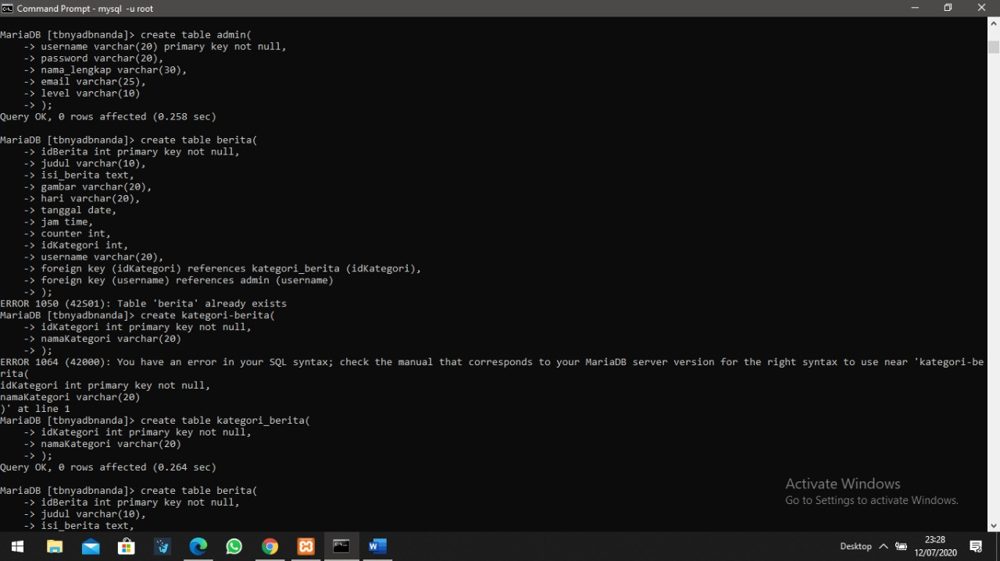 Command Prompt - mysql -u root
MariaDB [tbnyadbnanda]> create table admin(
-> username varchar(20) primary key not null,
-> password varchar(20),
-> nama_lengkap varchar(30),
-> email varchar(25),
-> level varchar(10)
-> );
Query OK, 0 rows affected (0.258 sec)
MariaDB [tbnyadbnanda]> create table berita(
-> idBerita int primary key not null,
-> judul varchar(10),
-> isi_berita text,
-> gambar varchar(20),
-> hari varchar(20),
-> tanggal date,
-> jam time,
-> counter int,
-> idKategori int,
-> username varchar(20),
-> foreign key (idKategori) references kategori_berita (idKategori),
-> foreign key (username) references admin (username)
-> );
ERROR 1050 (42S01): Table 'berita' already exists
MariaDB [tbnyadbnanda]> create kategori-berita(
-> idKategori int primary key not null,
-> namaKategori varchar(20)
-> );
ERROR 1064 (42000): You have an error in your SQL syntax; check the manual that corresponds to your MariaDB server version for the right syntax to use near 'kategori-be
rita(
idKategori int primary key not null,
namaKategori varchar(20)
)' at line 1
MariaDB [tbnyadbnanda]> create table kategori_berita(
-> idKategori int primary key not null,
-> namaKategori varchar(20)
-> );
Query OK, 0 rows affected (0.264 sec)
MariaDB [tbnyadbnanda]> create table berita(
-> idBerita int primary key not null,
-> judul varchar(10),
-> isi_berita text,
Activate Windows
Go to Settings to activate Windows.
Desktop
23:28
12/07/2020